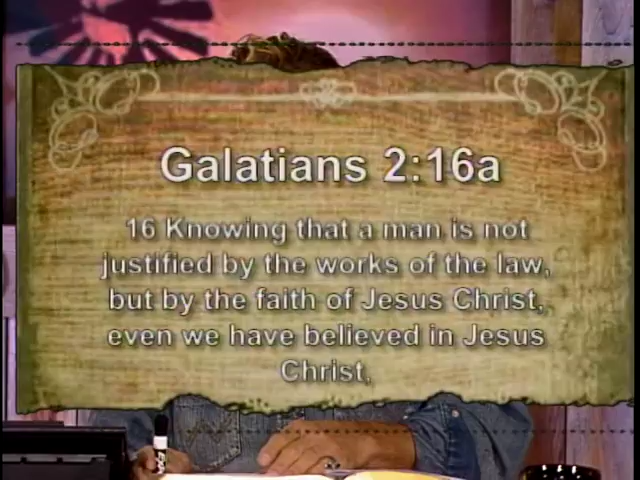 Galatians 2:16a
16 Knowing that a man is not
justified by the works of the law,
but by the faith of Jesus Christ,
even we have believed in Jesus
Christ,